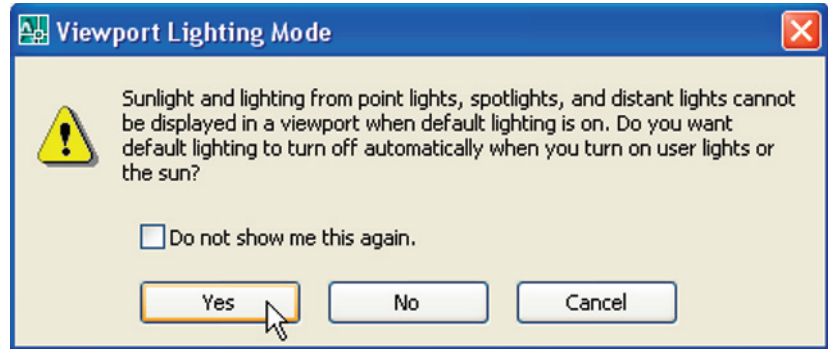 Viewport Lighting Mode
Sunlight and lighting from point lights, spotlights, and distant lights cannot
be displayed in a viewport when default lighting is on. Do you want
default lighting to turn off automatically when you turn on user lights or
the sun?
Do not show me this again.
Yes No Cancel